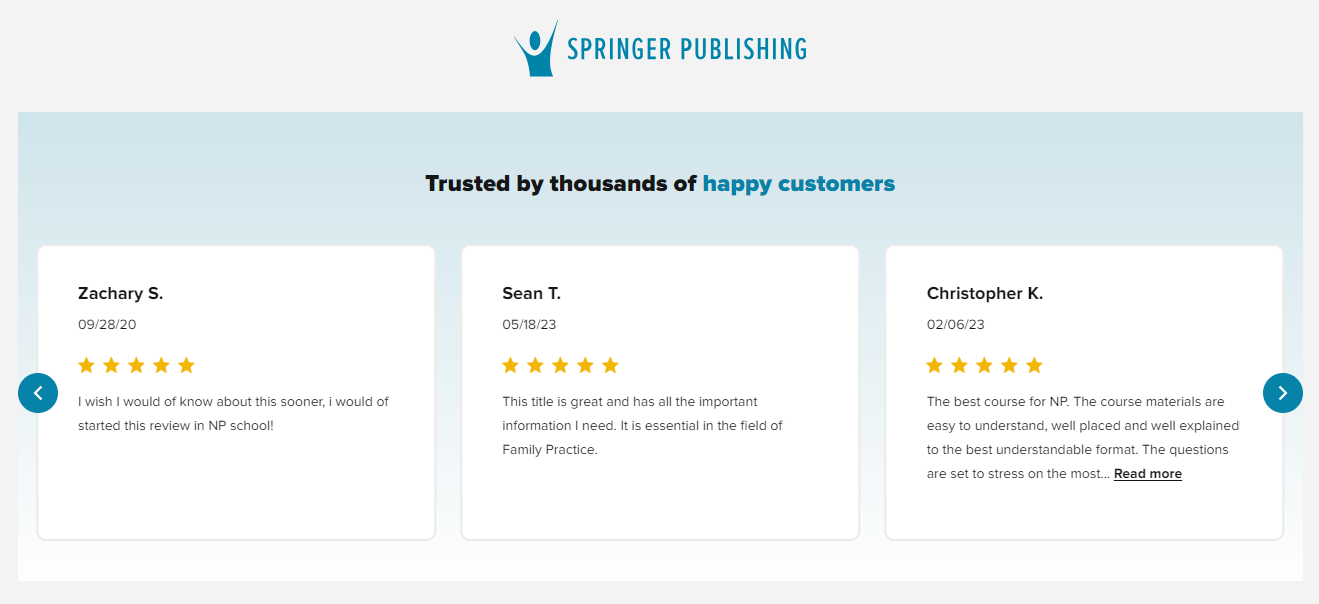 SPRINGER PUBLISHING
Trusted by thousands of happy customers
Zachary S.
09/28/20
I wish I would of know about this sooner, i would of
started this review in NP school!
Sean T.
05/18/23
This title is great and has all the important
information I need. It is essential in the field of
Family Practice.
Christopher K.
02/06/23
The best course for NP. The course materials are
easy to understand, well placed and well explained
to the best understandable format. The questions
are set to stress on the most... Read more